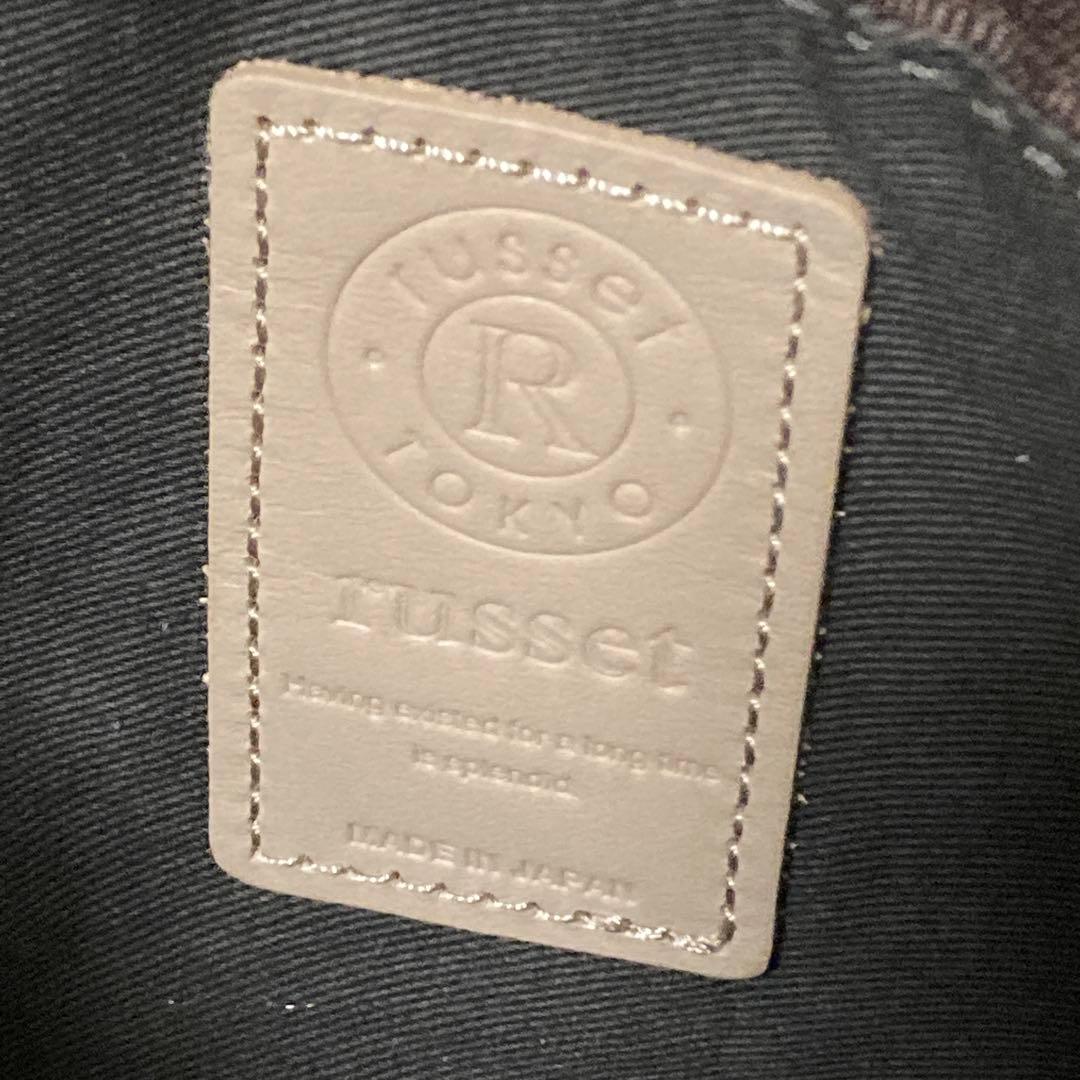 russet
R
TOKYO
russet
Having existed for a long time
is splendid.
MADE IN JAPAN